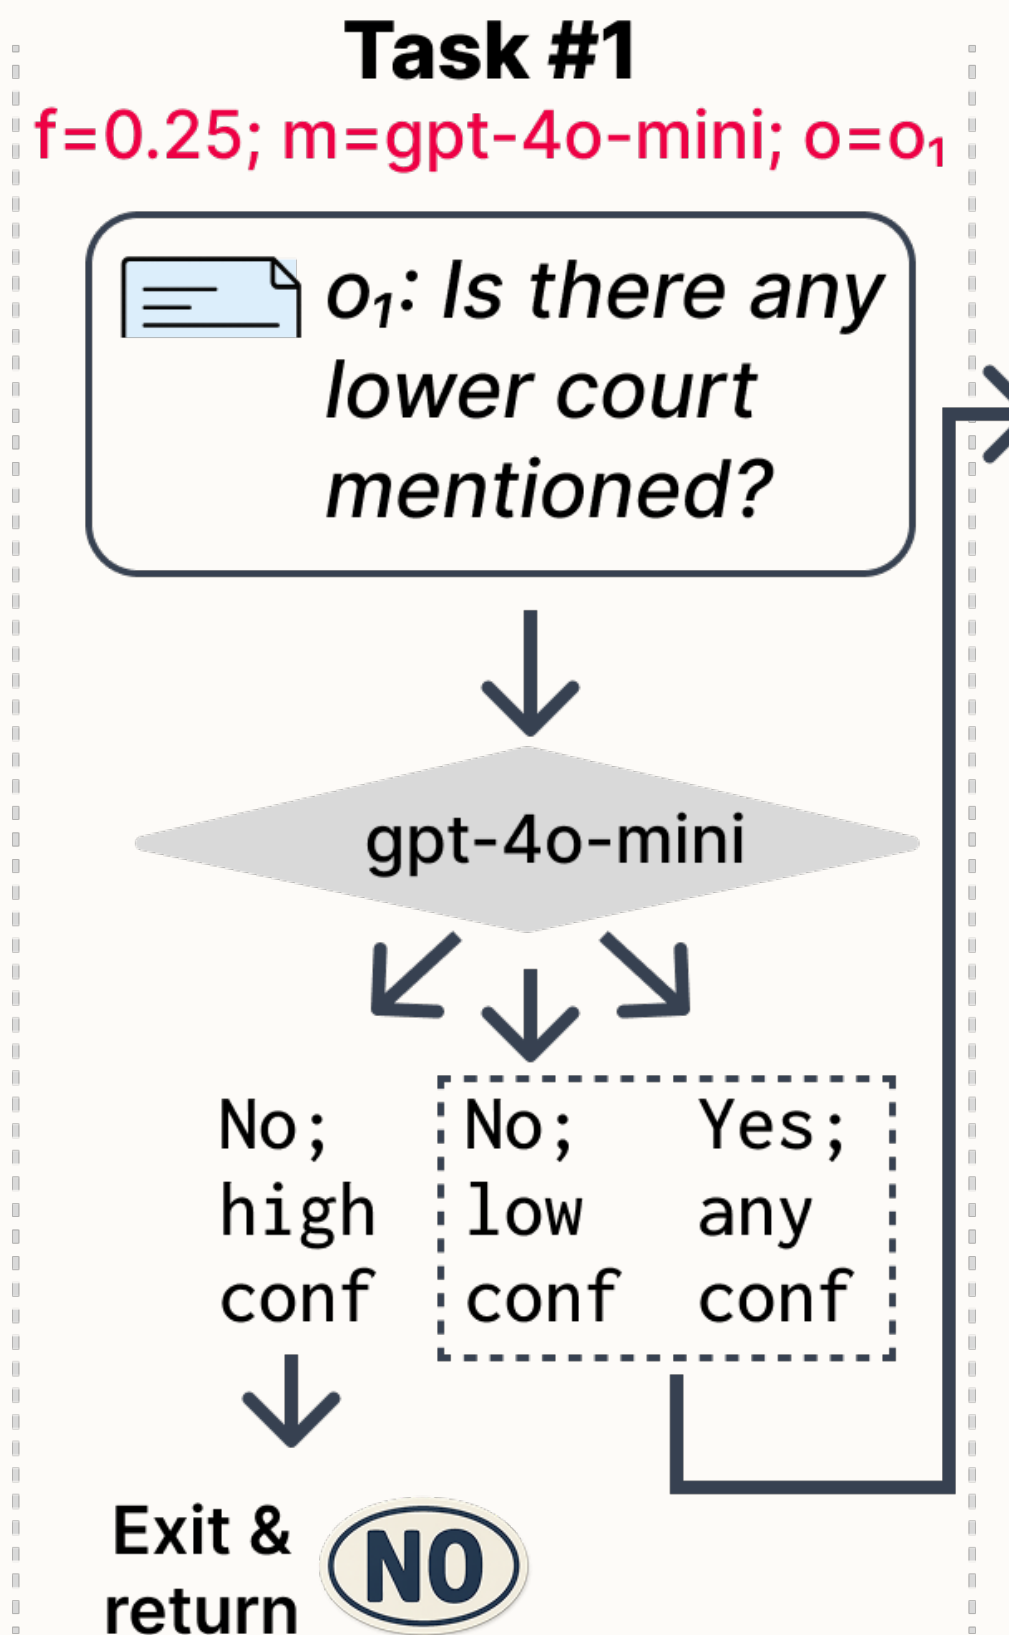 Task #1
f=0.25; m=gpt-4o-mini; o=o₁
o₁: Is there any
lower court
mentioned?
gpt-4o-mini
No;
high
conf
No;
low
conf
Yes;
any
conf
Exit &
return
NO